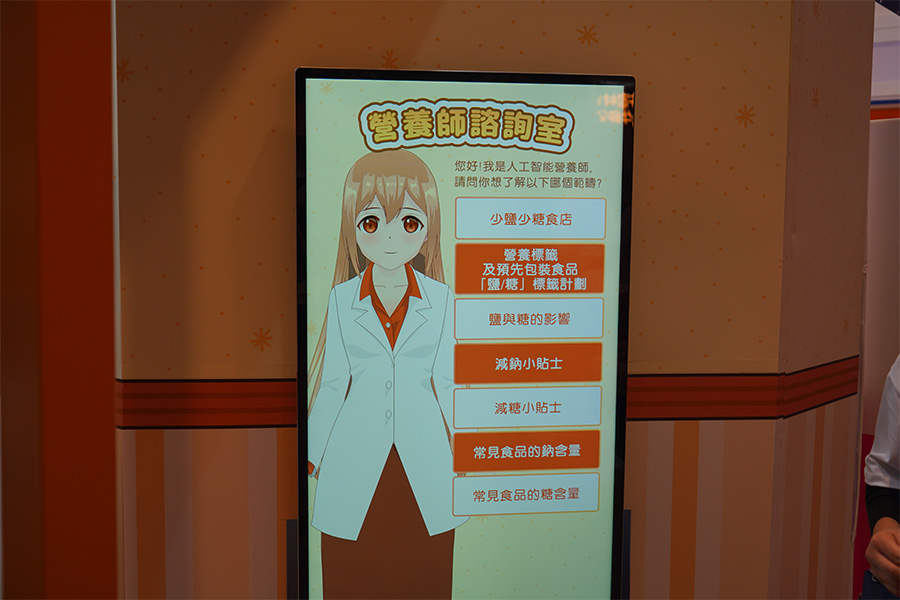 營養師諮詢室
您好!我是人工智能營養師,
請問你想了解以下哪個範疇?
少鹽少糖食店
營養標籤
及預先包裝食品
「鹽/糖」標籤計劃
鹽與糖的影響
減鈉小貼士
減糖小貼士
常見食品的鈉含量
常見食品的糖含量